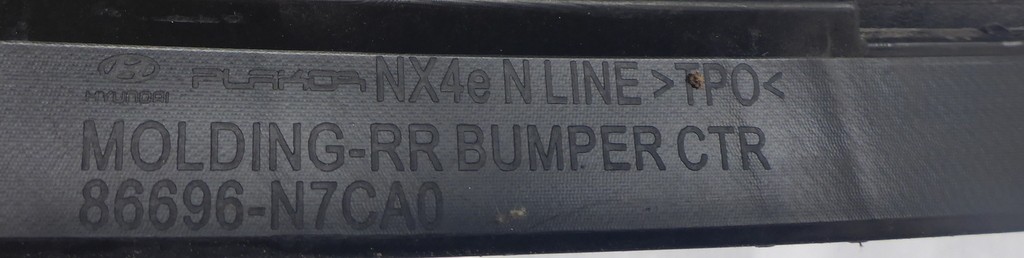 HYUNDAI PLAKOR NX4e N LINE >TPO<
MOLDING-RR BUMPER CTR
86696-N7CA0